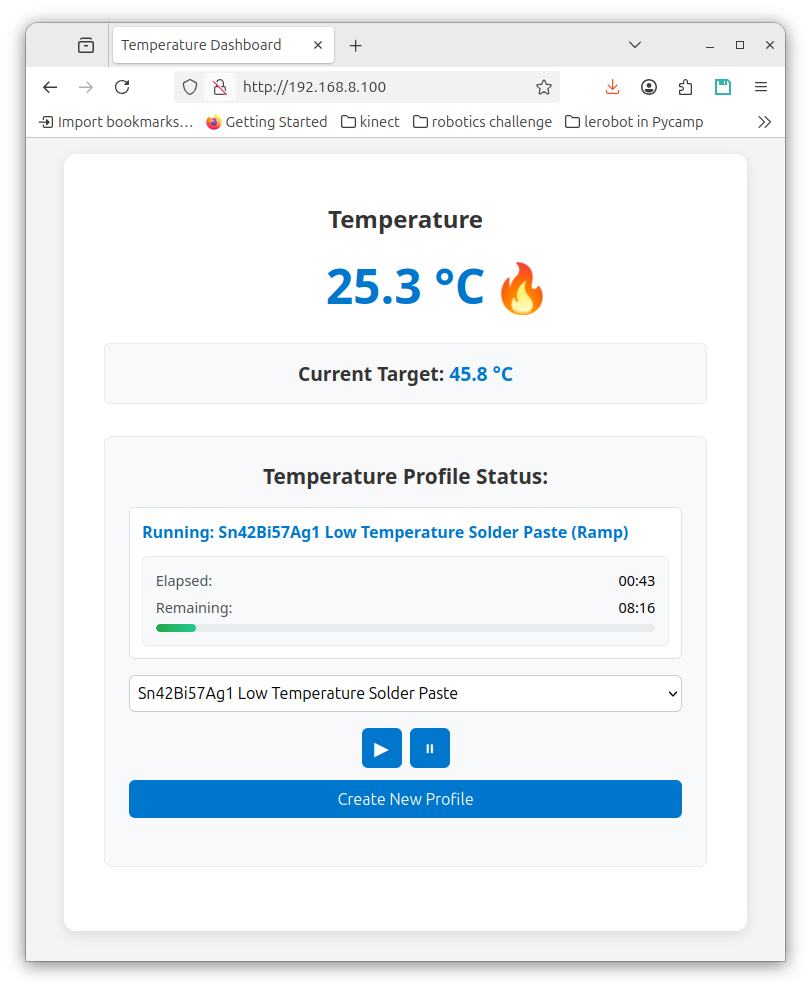 Temperature Dashboard
http://192.168.8.100
Import bookmarks… Getting Started kinect robotics challenge lerobot in Pycamp
Temperature
25.3 °C 🔥
Current Target: 45.8 °C
Temperature Profile Status:
Running: Sn42Bi57Ag1 Low Temperature Solder Paste (Ramp)
Elapsed: 00:43
Remaining: 08:16
Sn42Bi57Ag1 Low Temperature Solder Paste
Create New Profile